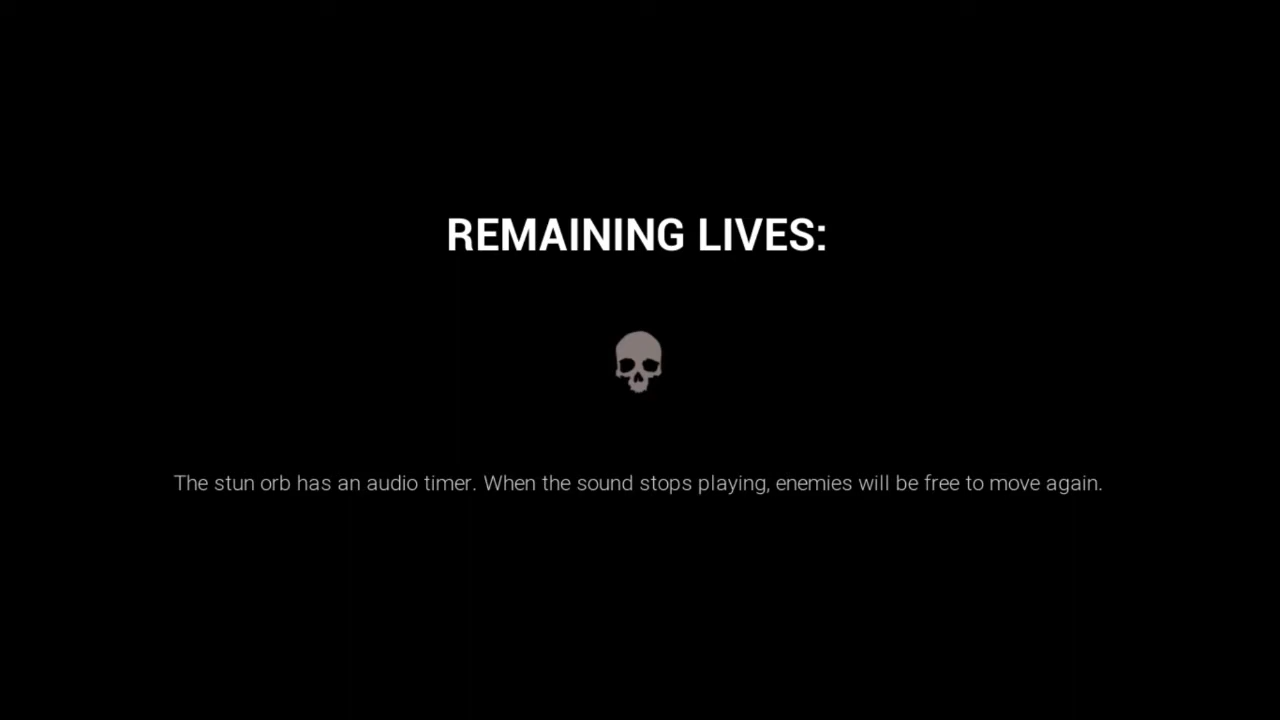 REMAINING LIVES:
The stun orb has an audio timer. When the sound stops playing, enemies will be free to move again.